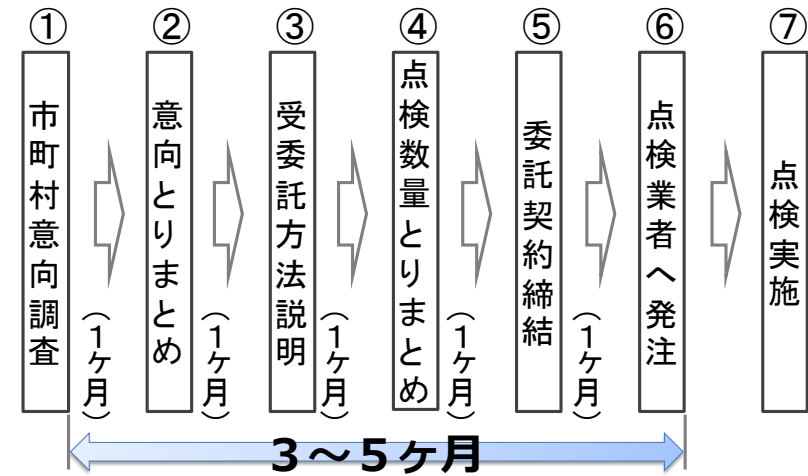 ①
市町村意向調査
（1ヶ月）
②
意向とりまとめ
（1ヶ月）
③
受委託方法説明
（1ヶ月）
④
点検数量とりまとめ
（1ヶ月）
⑤
委託契約締結
（1ヶ月）
⑥
点検業者へ発注
⑦
点検実施
3～5ヶ月